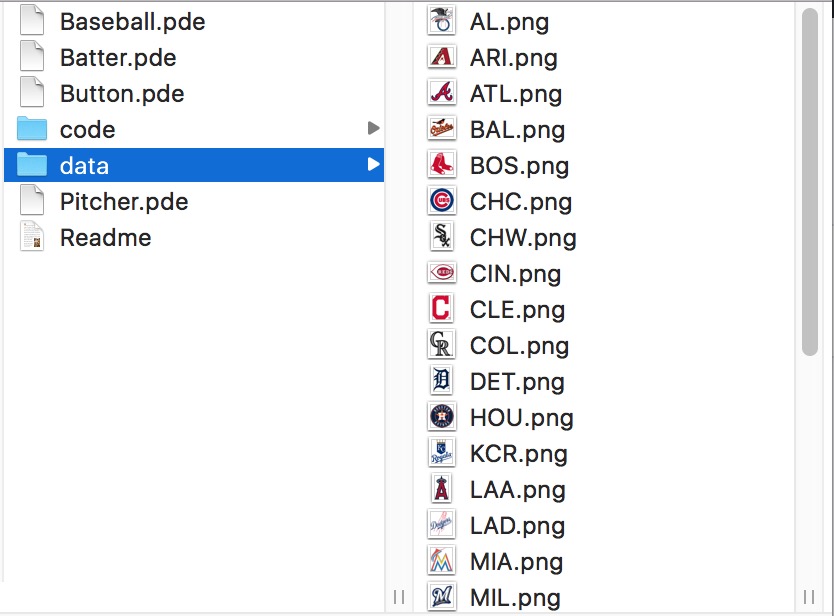 Baseball.pde
Batter.pde
Button.pde
code
data
Pitcher.pde
Readme
AL.png
ARI.png
ATL.png
BAL.png
BOS.png
CHC.png
CHW.png
CIN.png
CLE.png
COL.png
DET.png
HOU.png
KCR.png
LAA.png
LAD.png
MIA.png
MIL.png